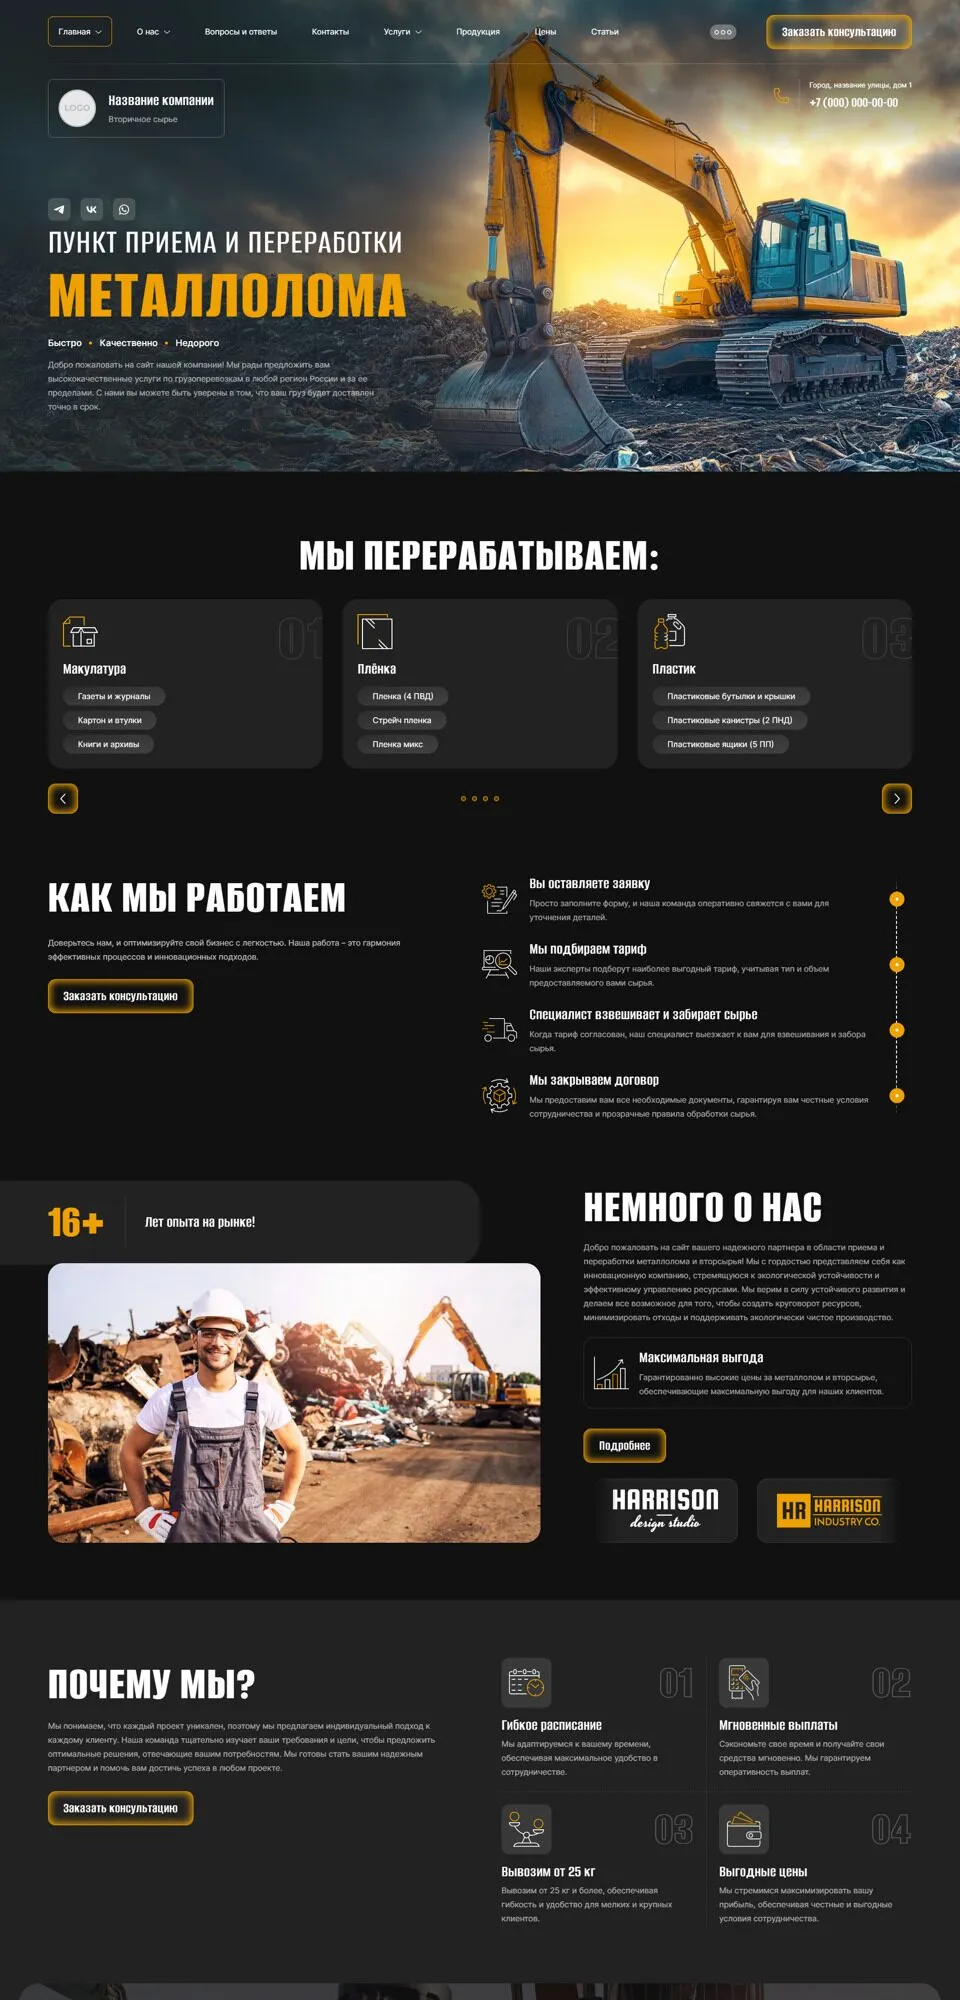 Главная
О нас
Вопросы и ответы
Контакты
Услуги
Продукция
Цены
Статьи
Заказать консультацию
LOGO
Название компании
Вторичное сырье
Город, название улицы, дом 1
+7 (000) 000-00-00
ПУНКТ ПРИЕМА И ПЕРЕРАБОТКИ
МЕТАЛЛОЛОМА
Быстро • Качественно • Недорого
Добро пожаловать на сайт нашей компании! Мы рады предложить вам
высококачественные услуги по грузоперевозкам в любой регион России и за ее
пределами. С нами вы можете быть уверены в том, что ваш груз будет доставлен
точно в срок.
МЫ ПЕРЕРАБАТЫВАЕМ:
01
Макулатура
Газеты и журналы
Картон и втулки
Книги и архивы
02
Плёнка
Пленка (4 ПВД)
Стрейч пленка
Пленка микс
03
Пластик
Пластиковые бутылки и крышки
Пластиковые канистры (2 ПНД)
Пластиковые ящики (5 ПП)
КАК МЫ РАБОТАЕМ
Доверьтесь нам, и оптимизируйте свой бизнес с легкостью. Наша работа – это гармония
эффективных процессов и инновационных подходов.
Заказать консультацию
Вы оставляете заявку
Просто заполните форму, и наша команда оперативно свяжется с вами для
уточнения деталей.
Мы подбираем тариф
Наши эксперты подберут наиболее выгодный тариф, учитывая тип и объем
предоставляемого вами сырья.
Специалист взвешивает и забирает сырье
Когда тариф согласован, наш специалист выезжает к вам для взвешивания и забора
сырья.
Мы закрываем договор
Мы предоставим вам все необходимые документы, гарантируя вам честные условия
сотрудничества и прозрачные правила обработки сырья.
16+
Лет опыта на рынке!
НЕМНОГО О НАС
Добро пожаловать на сайт вашего надежного партнера в области приема и
переработки металлолома и вторсырья! Мы с гордостью представляем себя как
инновационную компанию, стремящуюся к экологической устойчивости и
эффективному управлению ресурсами. Мы верим в силу устойчивого развития и
делаем все возможное для того, чтобы создать круговорот ресурсов,
минимизировать отходы и поддерживать экологически чистое производство.
Максимальная выгода
Гарантированно высокие цены за металлолом и вторсырье,
обеспечивающие максимальную выгоду для наших клиентов.
Подробнее
HARRISON
design studio
HR HARRISON
INDUSTRY CO.
ПОЧЕМУ МЫ?
Мы понимаем, что каждый проект уникален, поэтому мы предлагаем индивидуальный подход к
каждому клиенту. Наша команда тщательно изучает ваши требования и цели, чтобы предложить
оптимальные решения, отвечающие вашим потребностям. Мы готовы стать вашим надежным
партнером и помочь вам достичь успеха в любом проекте.
Заказать консультацию
01
Гибкое расписание
Мы адаптируемся к вашему времени,
обеспечивая максимальное удобство в
сотрудничестве.
02
Мгновенные выплаты
Сэкономьте свое время и получайте свои
средства мгновенно. Мы гарантируем
оперативность выплат.
03
Вывозим от 25 кг
Вывозим от 25 кг и более, обеспечивая
гибкость и удобство для мелких и крупных
клиентов.
04
Выгодные цены
Мы стремимся максимизировать вашу
прибыль, обеспечивая честные и выгодные
условия сотрудничества.